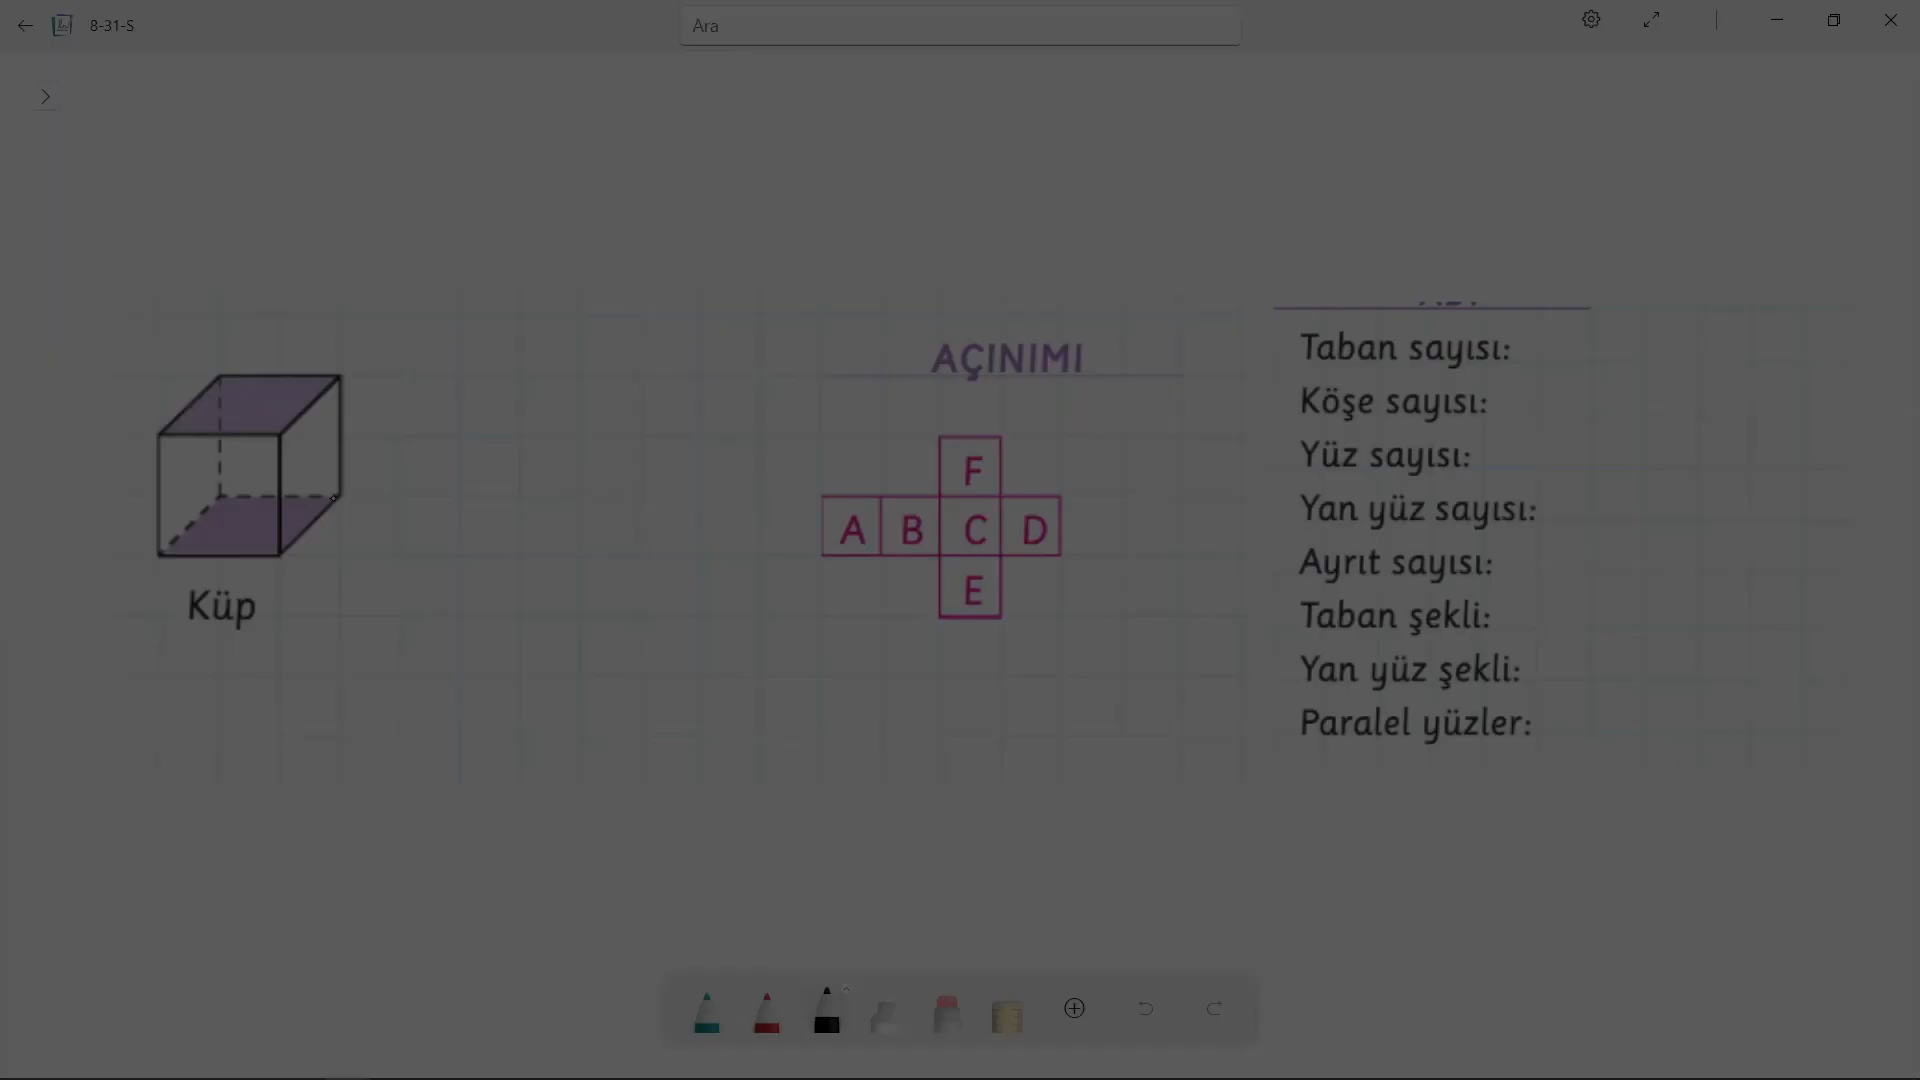 8-31-S
Ara
Küp
AÇINIMI
F
A B C D
E
Taban sayısı:
Köşe sayısı:
Yüz sayısı:
Yan yüz sayısı:
Ayrıt sayısı:
Taban şekli:
Yan yüz şekli:
Paralel yüzler: